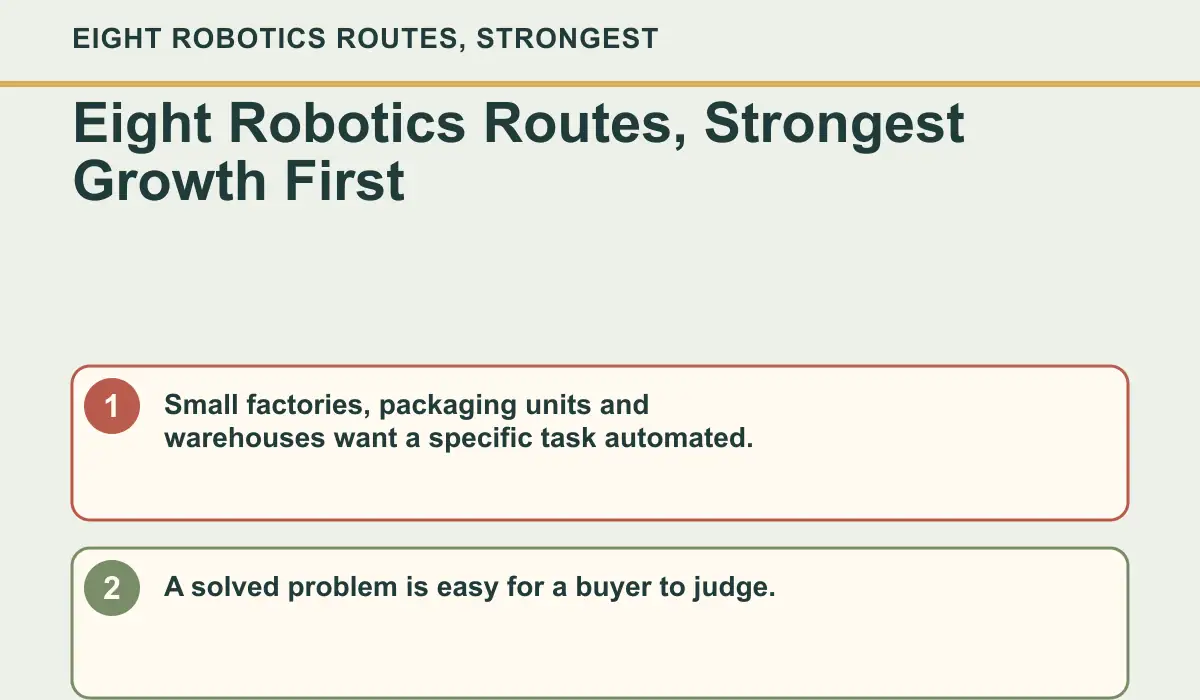 EIGHT ROBOTICS ROUTES, STRONGEST
Eight Robotics Routes, Strongest
Growth First
1
Small factories, packaging units and
warehouses want a specific task automated.
2
A solved problem is easy for a buyer to judge.